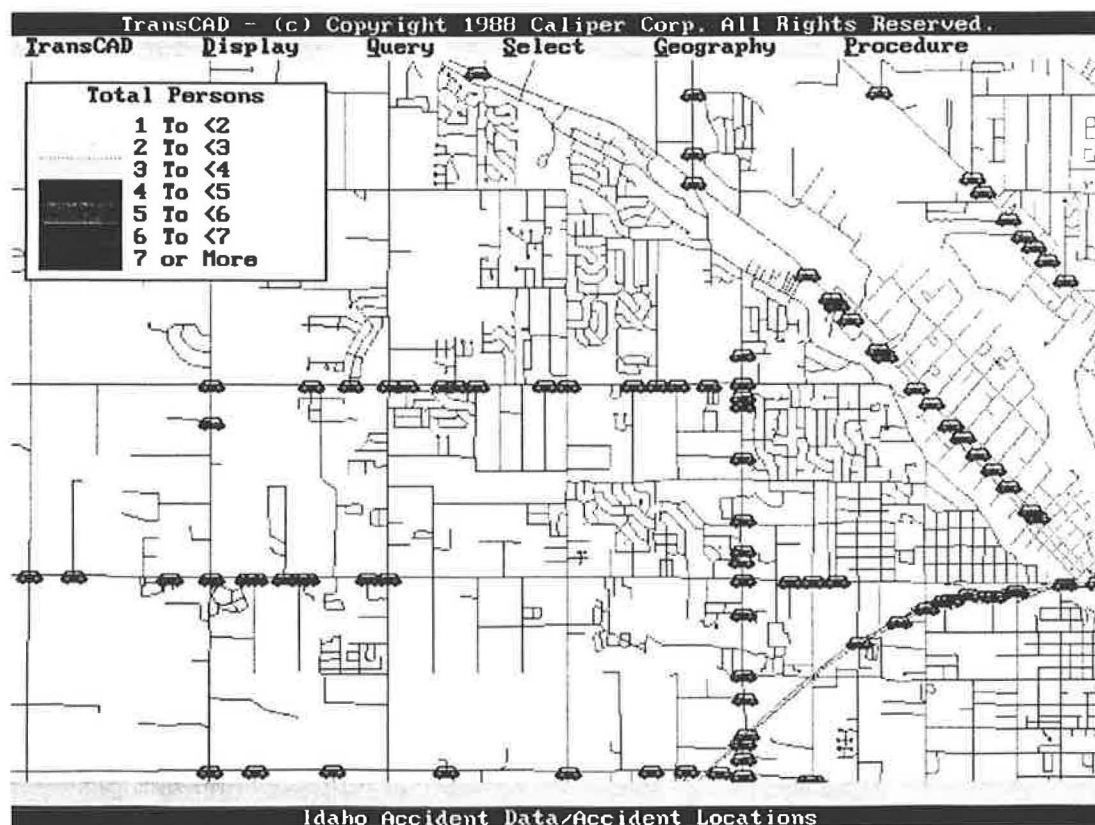 TransCAD - (c) Copyright 1988 Caliper Corp. All Rights Reserved.
TransCAD Display Query Select Geography Procedure
Total Persons
1 To <2
2 To <3
3 To <4
4 To <5
5 To <6
6 To <7
7 or More
Idaho Accident Data/Accident Locations